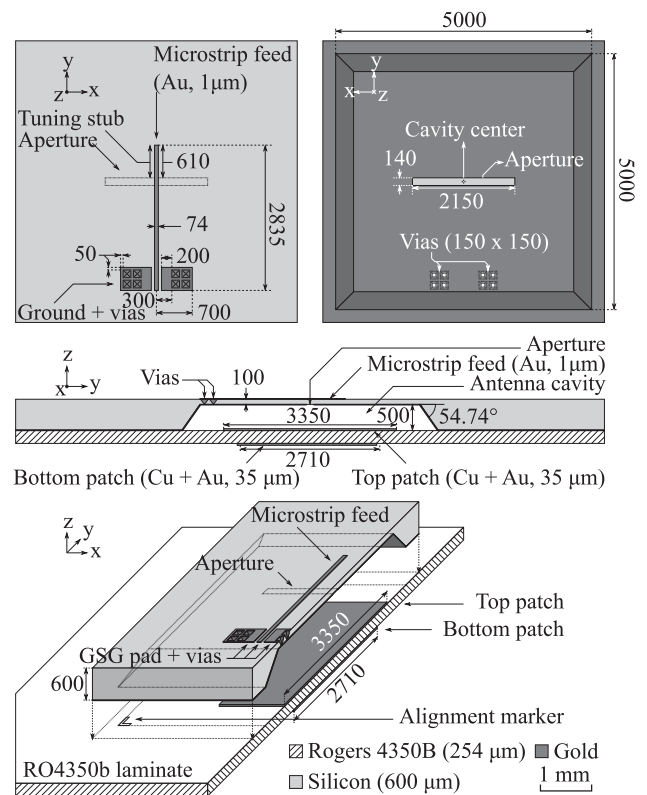 Microstrip feed
(Au, 1μm)
y
z
x
Tuning stub
Aperture
610
74
2835
50
200
300
700
Ground + vias
5000
y
x
z
Cavity center
140
Aperture
2150
5000
Vias (150 x 150)
z
x
y
Vias
100
Aperture
Microstrip feed (Au, 1μm)
Antenna cavity
3350
500
54.74°
2710
Bottom patch (Cu + Au, 35 μm)
Top patch (Cu + Au, 35 μm)
z
y
x
Microstrip feed
Aperture
3350
Top patch
Bottom patch
GSG pad + vias
2710
600
Alignment marker
RO4350b laminate
Rogers 4350B (254 μm)
Gold
Silicon (600 μm)
1 mm